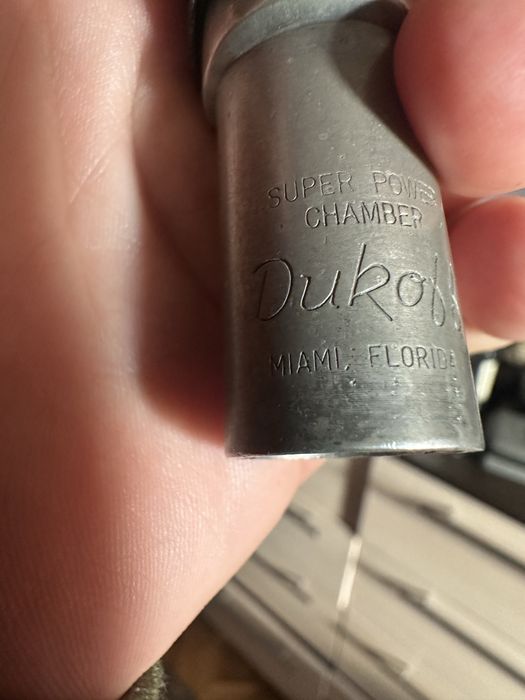 SUPER POWER
CHAMBER
Dukoff
MIAMI, FLORIDA